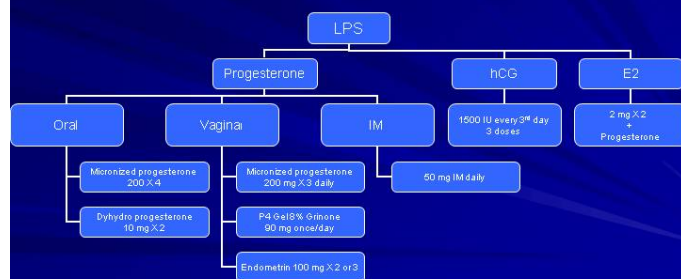 LPS
Progesterone
hCG
E2
Oral
Vaginal
IM
1500 IU every 3rd day
3 doses
2 mg X 2
+
Progesterone
Micronized progesterone
200 X 4
Micronized progesterone
200 mg X 3 daily
50 mg IM daily
Dyhydro progesterone
10 mg X 2
P4 Gel 8% Grinone
90 mg once/day
Endometrin 100 mg X 2 or 3